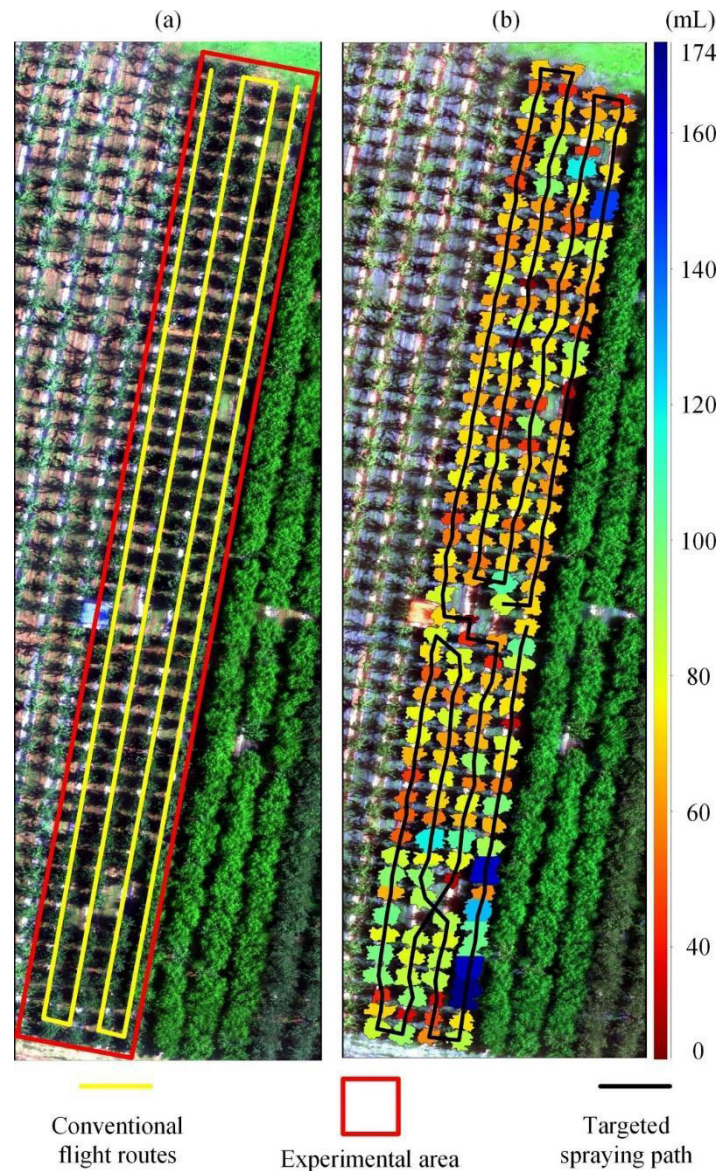 (a)
(b)
(mL)
174
160
140
120
100
80
60
40
0
Conventional
flight routes
Experimental area
Targeted
spraying path